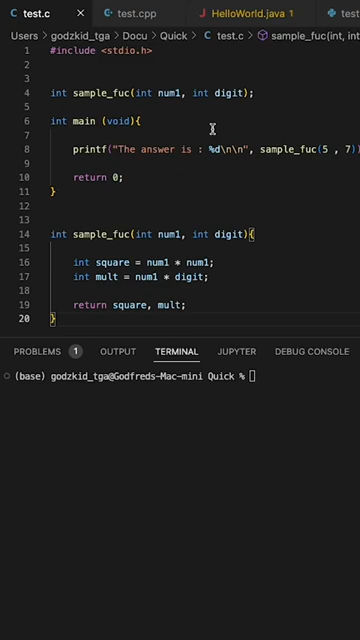 C test.c × C++ test.cpp J HelloWorld.java 1 test
Users > godzkid_tga > Docu > Quick > C test.c > sample_fuc(int, int
1 #include <stdio.h>
2
3
4 int sample_fuc(int num1, int digit);
5
6 int main (void){
7
8 printf("The answer is : %d\n\n", sample_fuc(5 , 7))
9
10 return 0;
11 }
12
13
14 int sample_fuc(int num1, int digit){
15
16 int square = num1 * num1;
17 int mult = num1 * digit;
18
19 return square, mult;
20 }
PROBLEMS 1 OUTPUT TERMINAL JUPYTER DEBUG CONSOLE
(base) godzkid_tga@Godfreds-Mac-mini Quick %